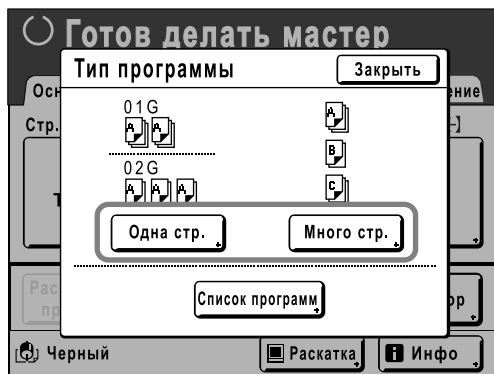 Готов делать мастер
Тип программы
Закрыть
Осн
ение
Стр.
-]
01G
A A
A
B
C
02G
A A A
Одна стр.
Много стр.
Список программ
Рас
пр
ор
Черный
Раскатка
Инфо